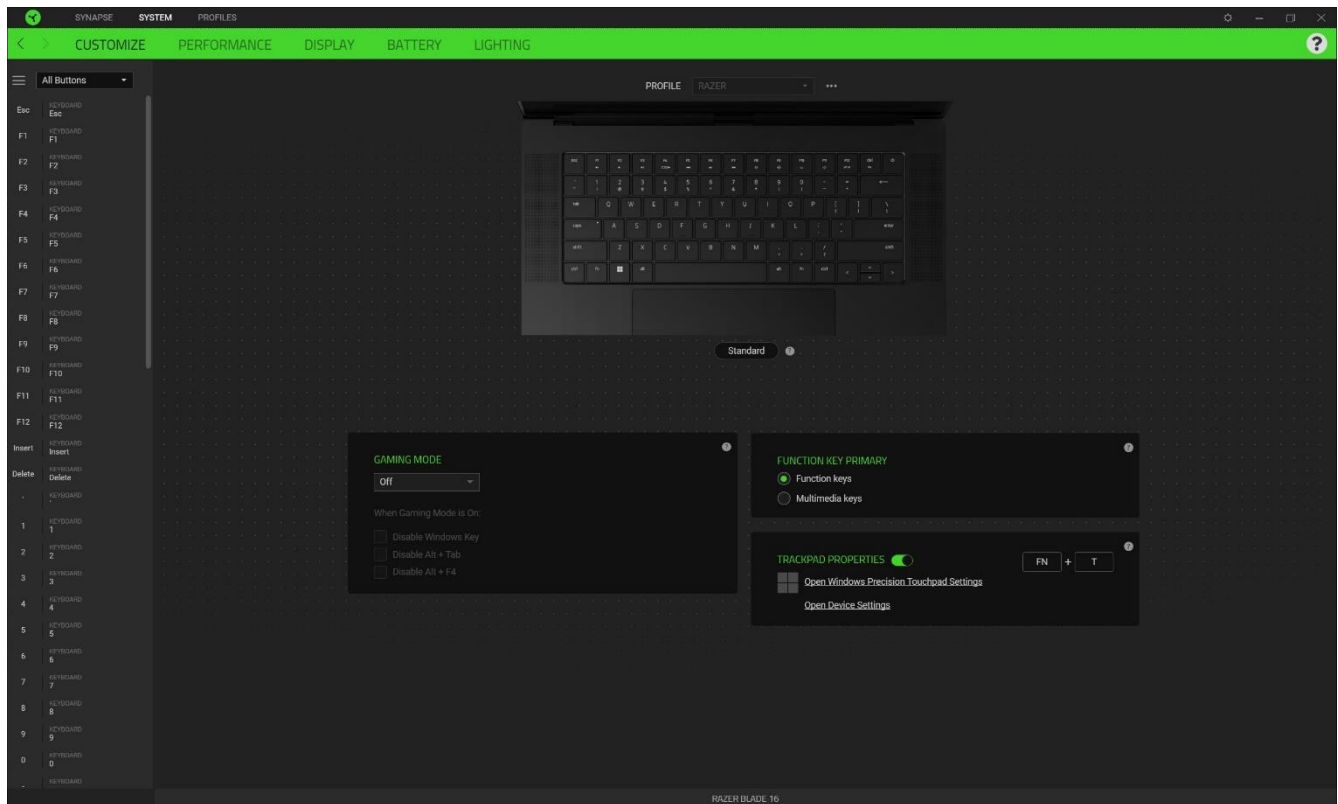 SYNAPSE SYSTEM PROFILES
CUSTOMIZE PERFORMANCE DISPLAY BATTERY LIGHTING ?
All Buttons
PROFILE RAZER •••
Esc KEYBOARD
Esc
F1 KEYBOARD
F1
F2 KEYBOARD
F2
F3 KEYBOARD
F3
F4 KEYBOARD
F4
F5 KEYBOARD
F5
F6 KEYBOARD
F6
F7 KEYBOARD
F7
F8 KEYBOARD
F8
F9 KEYBOARD
F9
F10 KEYBOARD
F10
F11 KEYBOARD
F11
F12 KEYBOARD
F12
Insert KEYBOARD
Insert
Delete KEYBOARD
Delete
KEYBOARD
1 KEYBOARD
1
2 KEYBOARD
2
3 KEYBOARD
3
4 KEYBOARD
4
5 KEYBOARD
5
6 KEYBOARD
6
7 KEYBOARD
7
8 KEYBOARD
8
9 KEYBOARD
9
0 KEYBOARD
0
KEYBOARD
Q W E R T Y U I O P
A S D F G H J K L
Z X C V B N M
Standard ?
GAMING MODE ?
Off
When Gaming Mode is On:
Disable Windows Key
Disable Alt + Tab
Disable Alt + F4
FUNCTION KEY PRIMARY ?
Function keys
Multimedia keys
TRACKPAD PROPERTIES FN + T ?
Open Windows Precision Touchpad Settings
Open Device Settings
RAZER BLADE 16